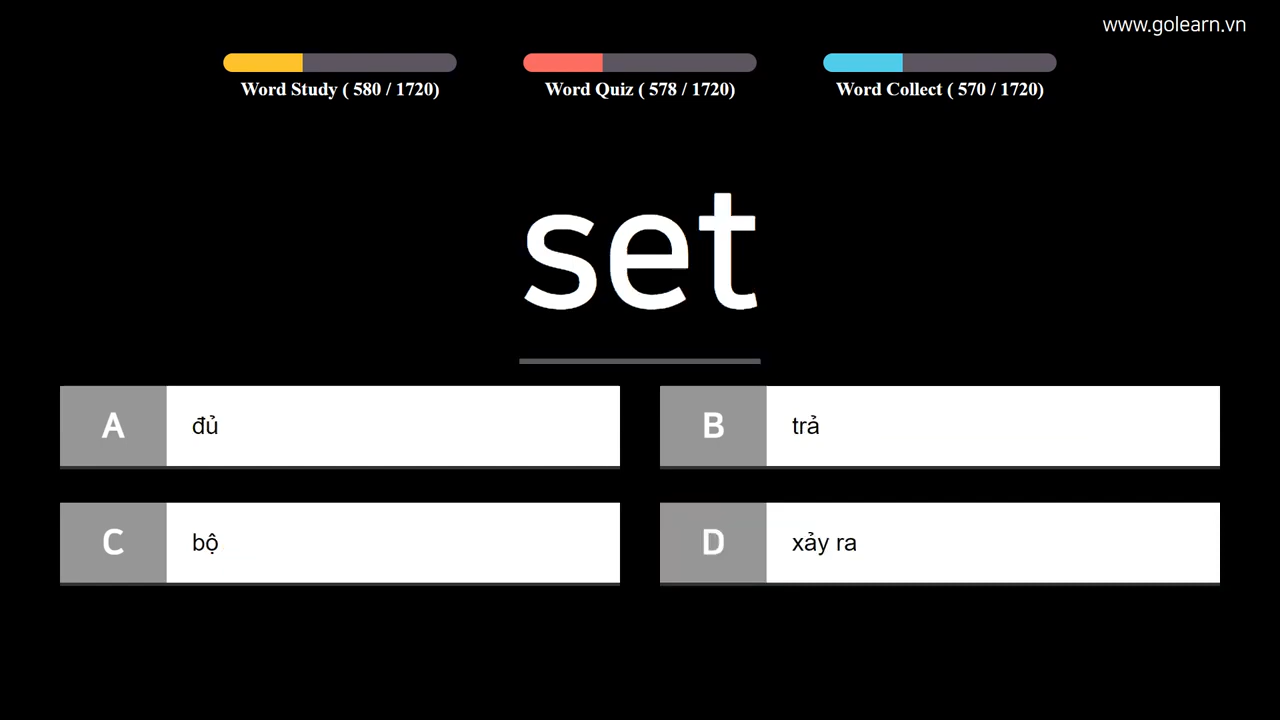 www.golearn.vn
Word Study ( 580 / 1720)
Word Quiz ( 578 / 1720)
Word Collect ( 570 / 1720)
set
A đủ
B trả
C bộ
D xảy ra